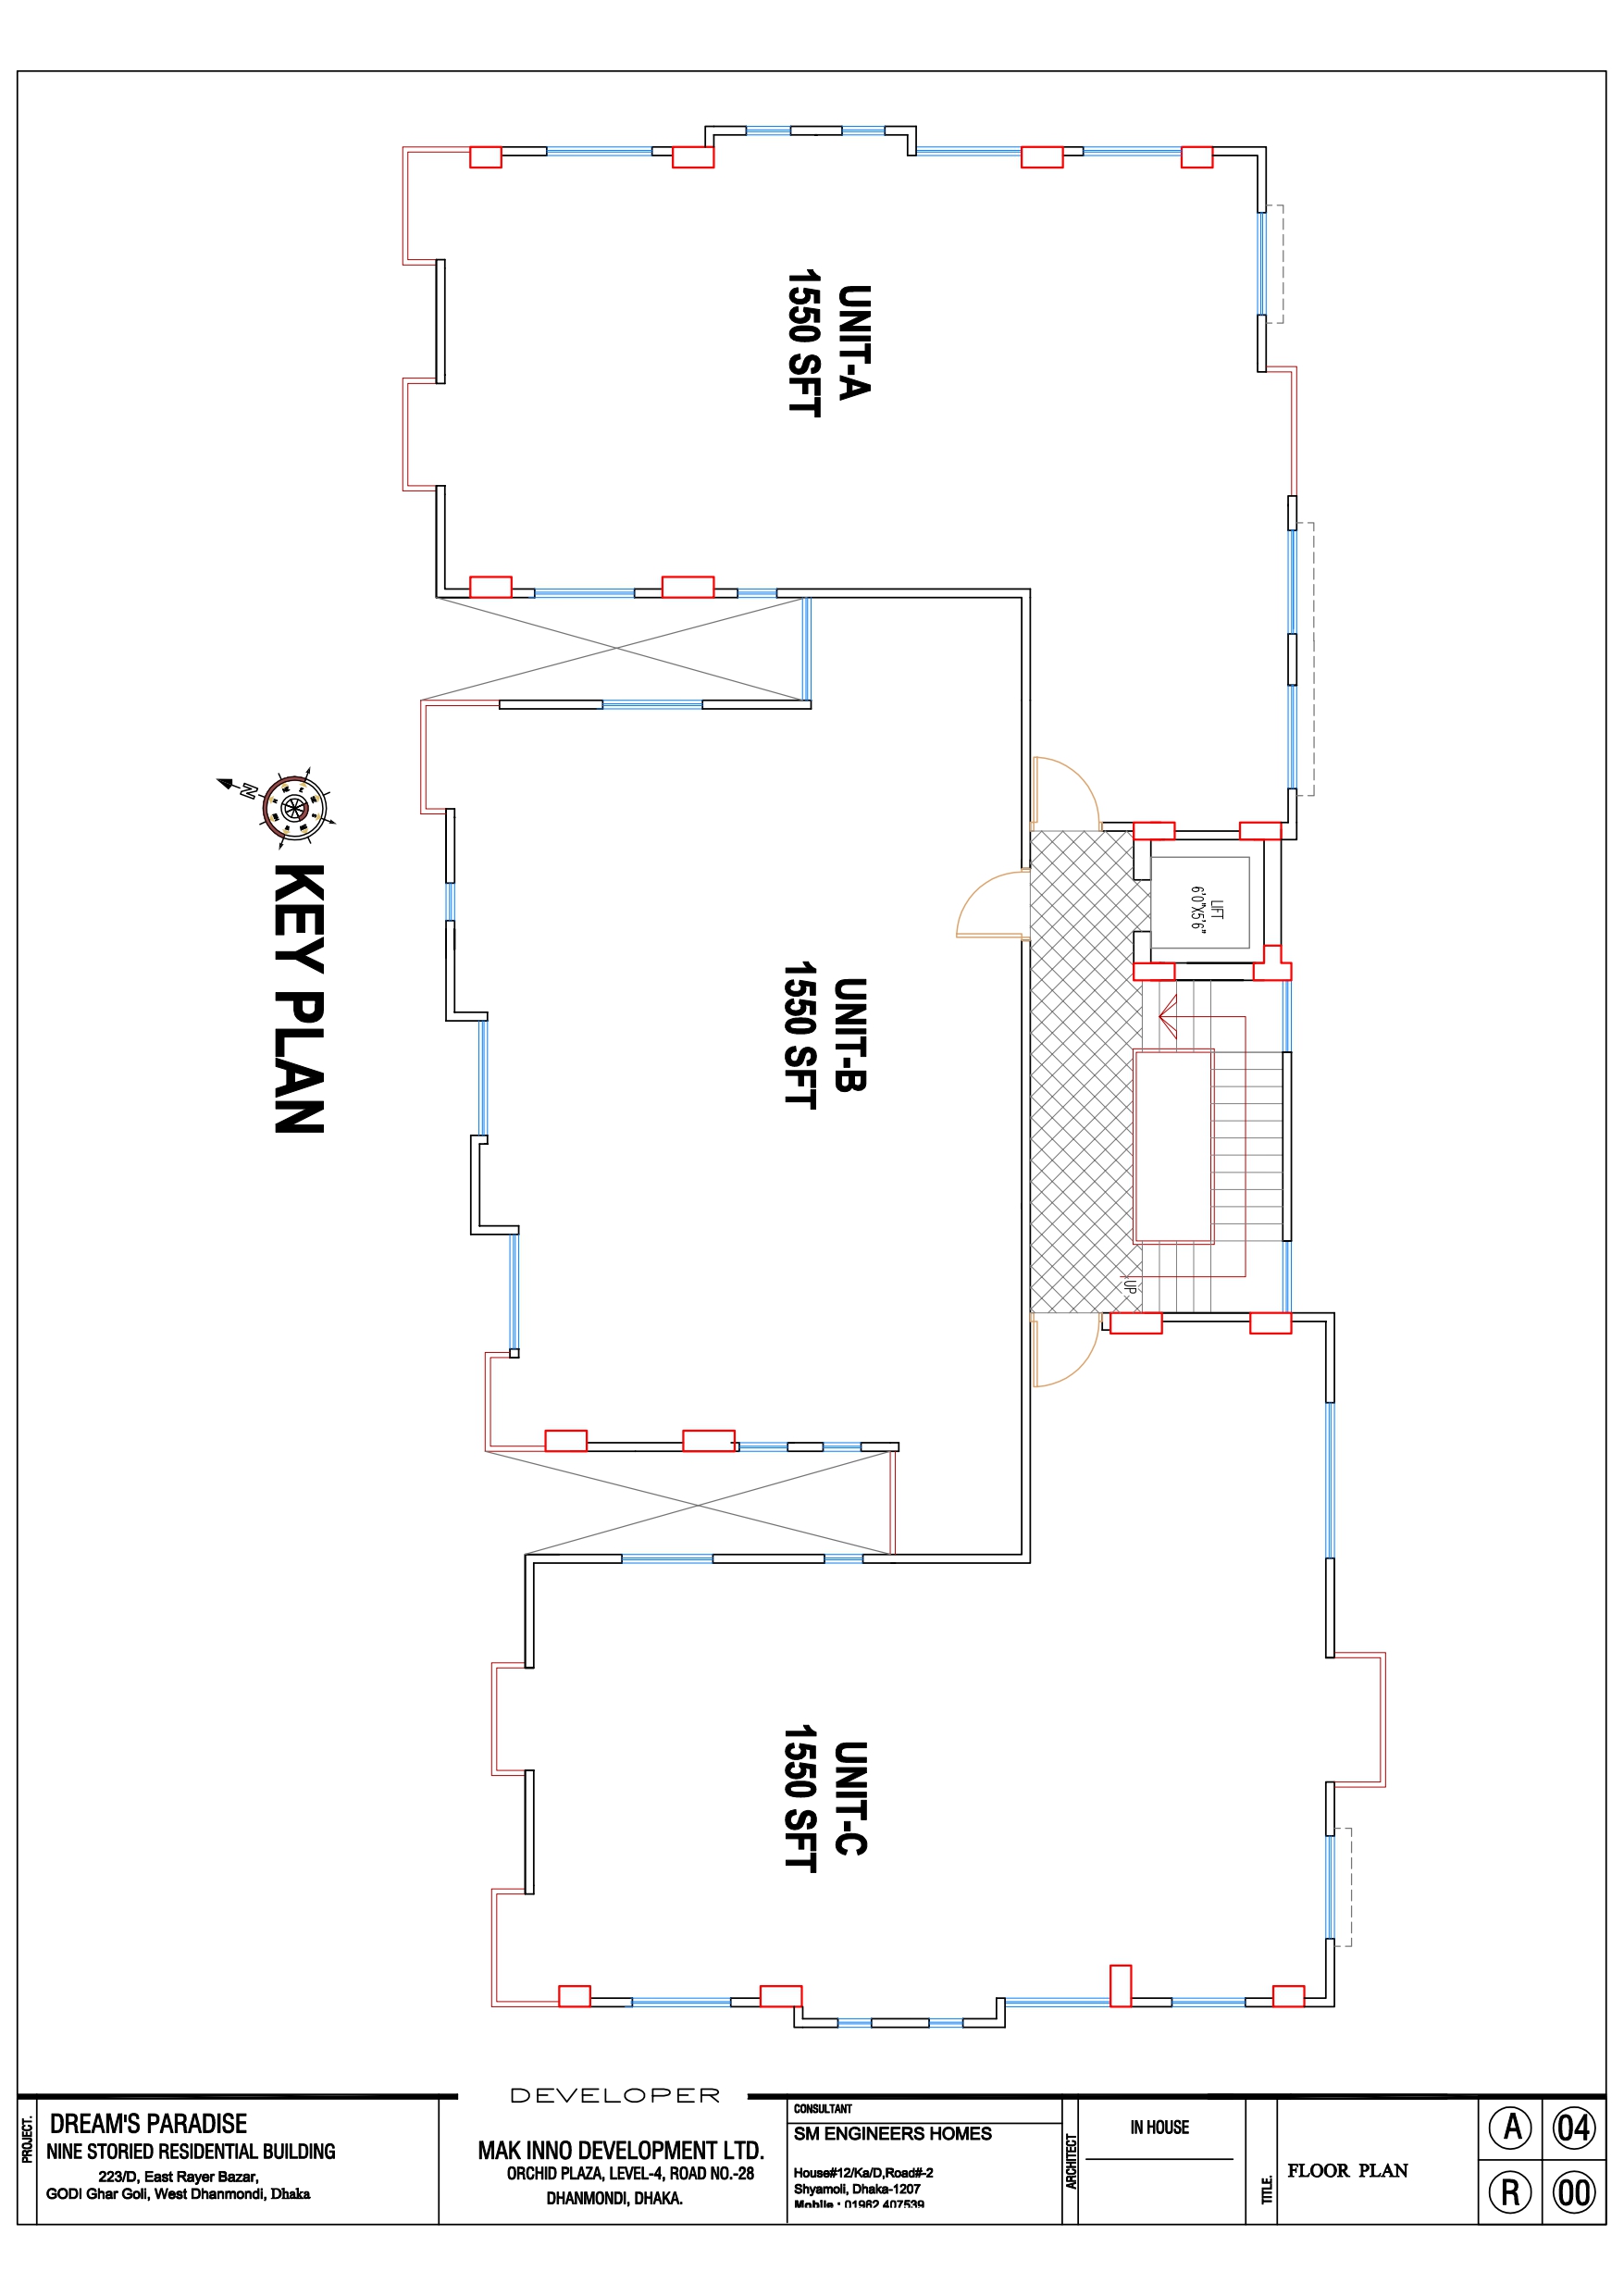 UNIT-A
1550 SFT
LIFT
6'0"X5'6"
N
KEY PLAN
UNIT-B
1550 SFT
UP
UNIT-C
1550 SFT
PROJECT.
DREAM'S PARADISE
NINE STORIED RESIDENTIAL BUILDING
223/D, East Rayer Bazar,
GODI Ghar Goli, West Dhanmondi, Dhaka
DEVELOPER
MAK INNO DEVELOPMENT LTD.
ORCHID PLAZA, LEVEL-4, ROAD NO.-28
DHANMONDI, DHAKA.
CONSULTANT
SM ENGINEERS HOMES
House#12/Ka/D,Road#-2
Shyamoli, Dhaka-1207
Mobile : 01962 407539
ARCHITECT
IN HOUSE
TITLE.
FLOOR PLAN
A 04
R 00